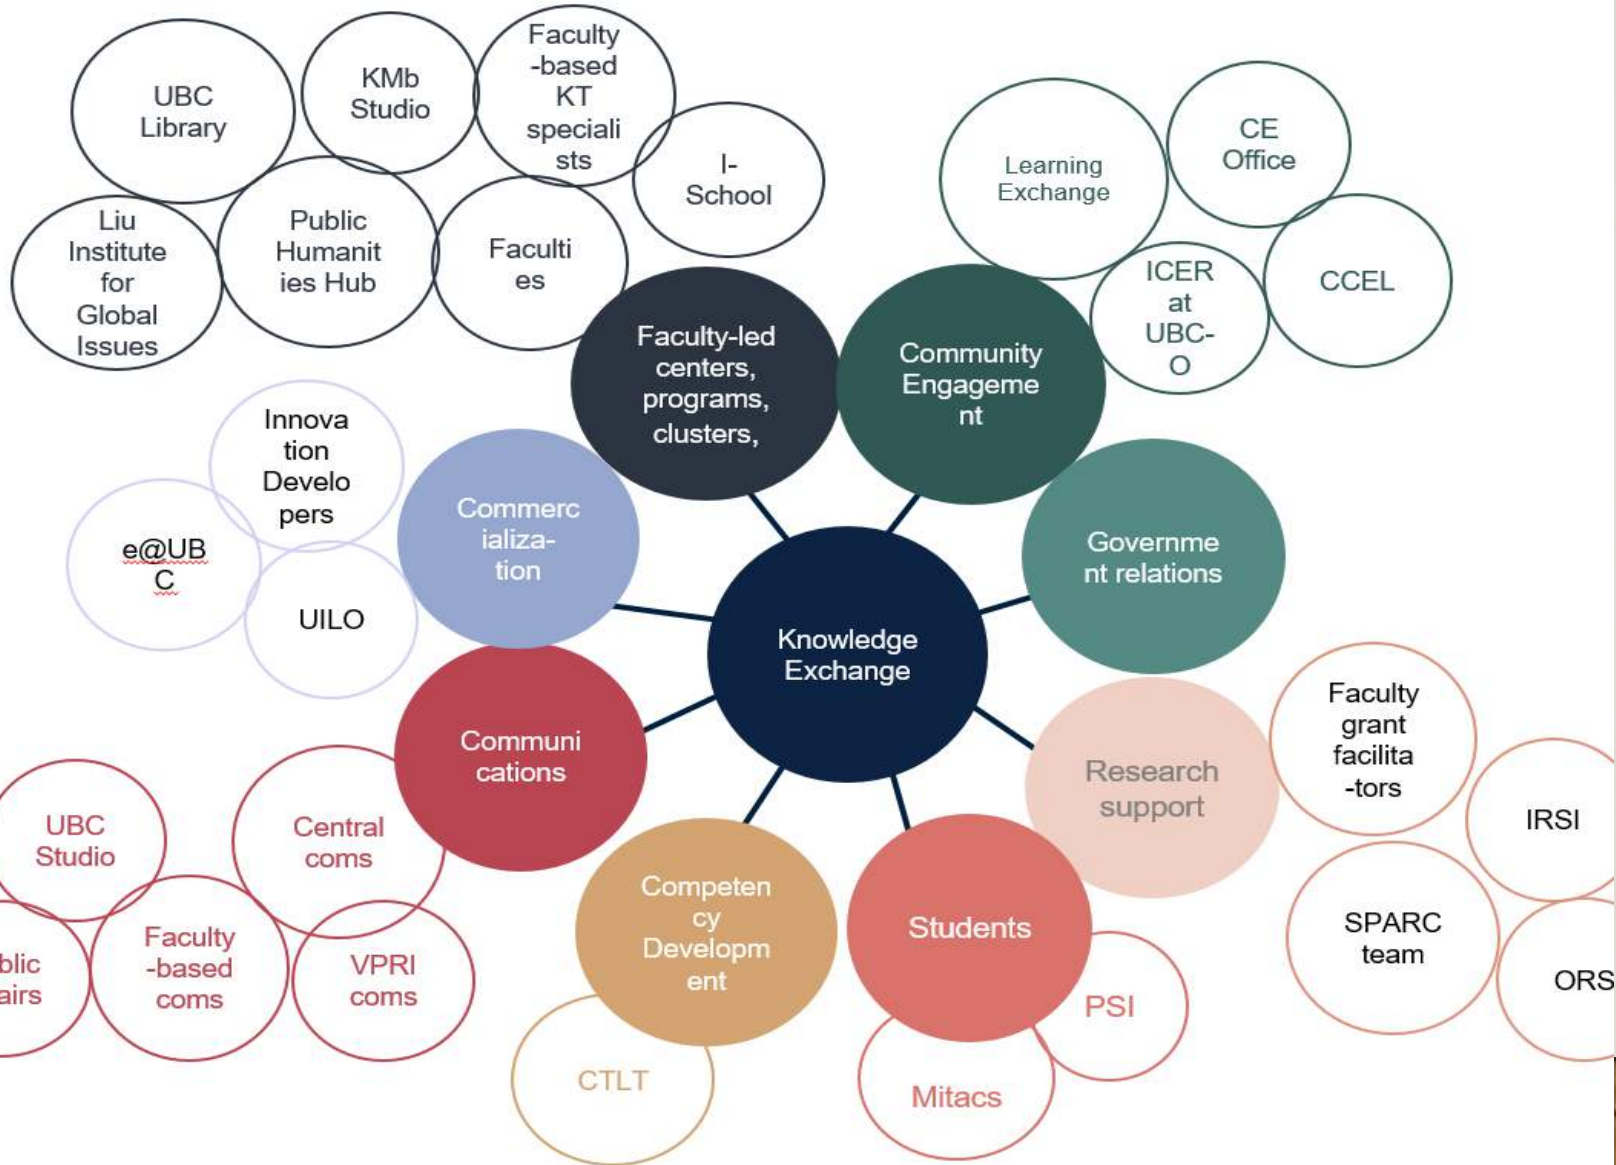 UBC
Library
KMb
Studio
Faculty
-based
KT
speciali
sts
I-
School
Liu
Institute
for
Global
Issues
Public
Humanit
ies Hub
Faculti
es
Learning
Exchange
CE
Office
ICER
at
UBC-
O
CCEL
Faculty-led
centers,
programs,
clusters,
Community
Engageme
nt
Innova
tion
Develo
pers
e@UB
C
UILO
Commerc
ializa-
tion
Governme
nt relations
Knowledge
Exchange
Communi
cations
Research
support
Faculty
grant
facilita
-tors
IRSI
SPARC
team
ORS
UBC
Studio
Central
coms
blic
airs
Faculty
-based
coms
VPRI
coms
Competen
cy
Developm
ent
Students
PSI
CTLT
Mitacs